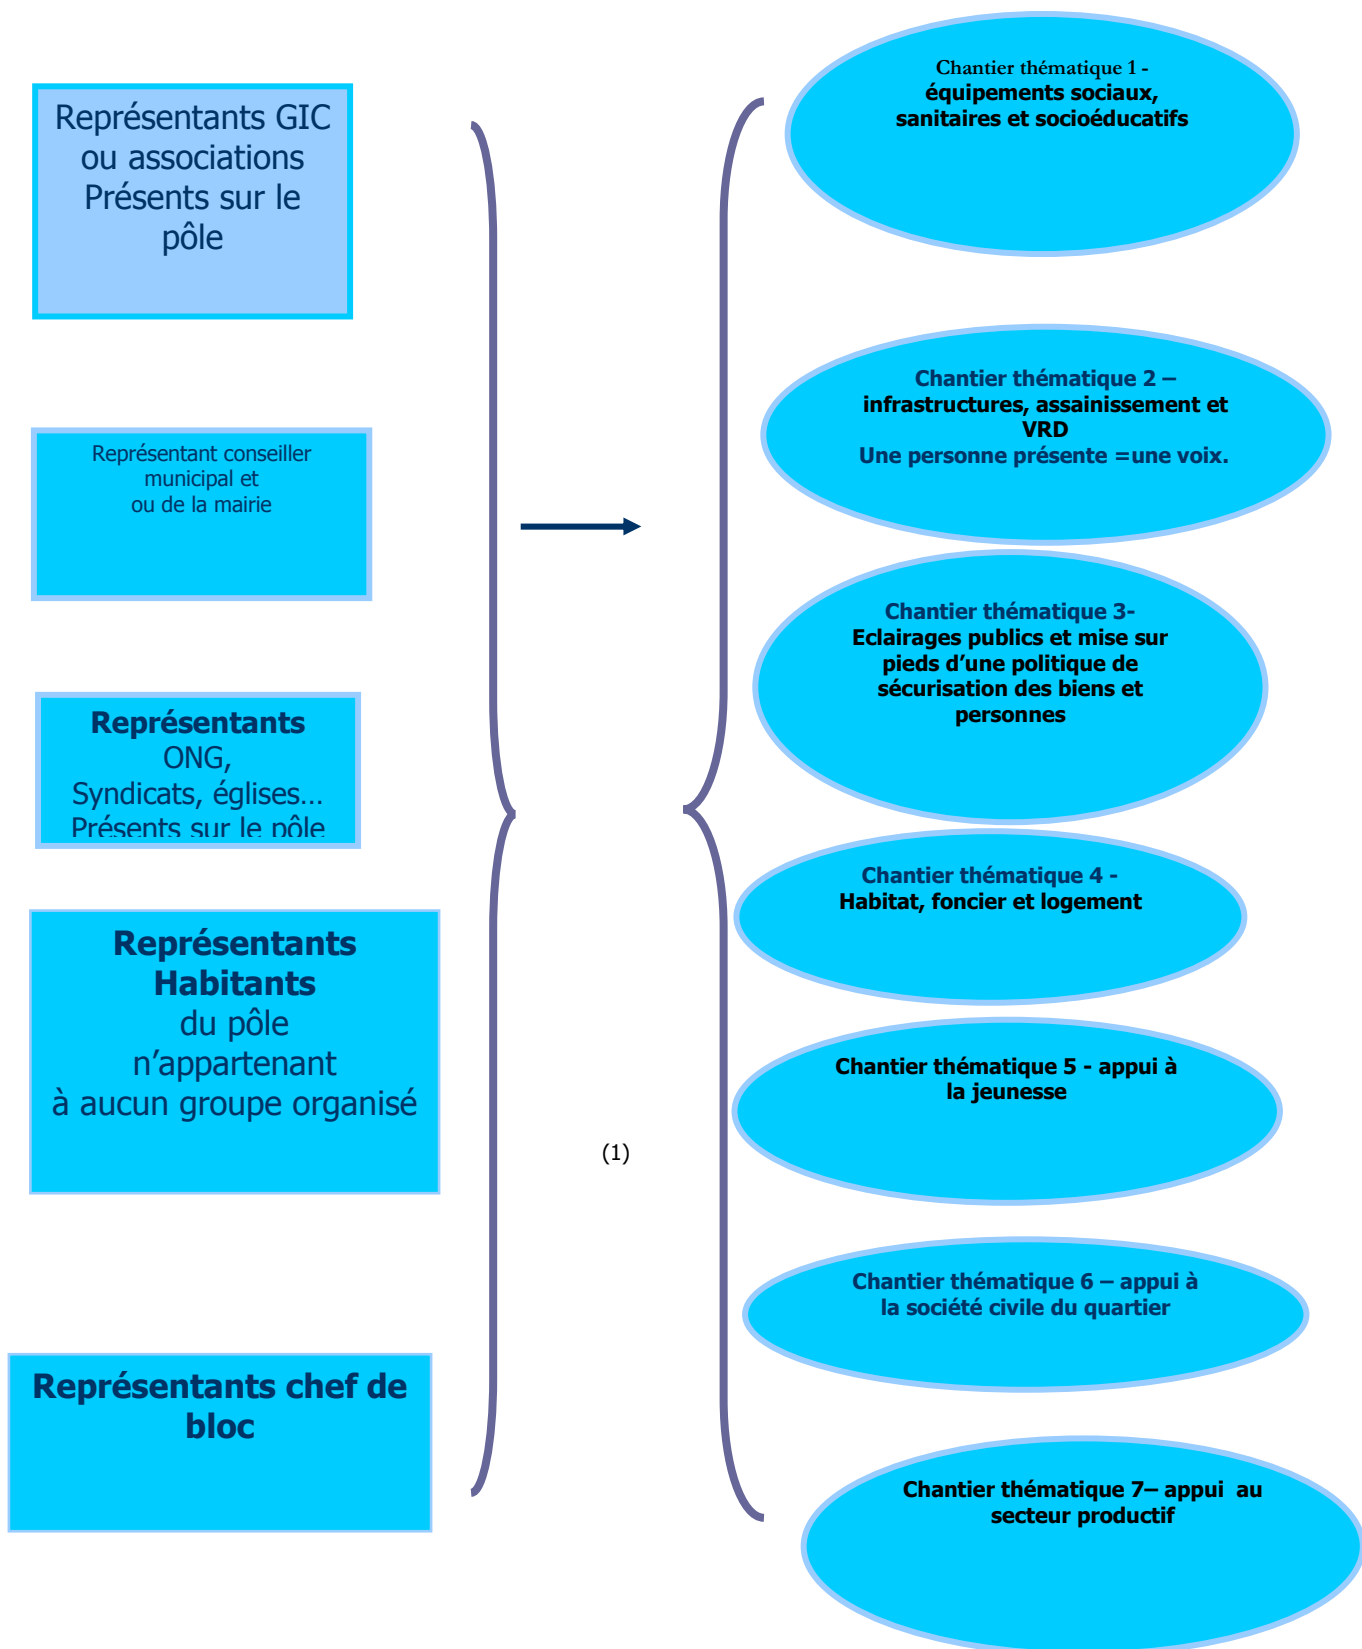 Représentants GIC
ou associations
Présents sur le
pôle
Représentant conseiller
municipal et
ou de la mairie
Représentants
ONG,
Syndicats, églises…
Présents sur le pôle
Représentants
Habitants
du pôle
n’appartenant
à aucun groupe organisé
Représentants chef de
bloc
(1)
Chantier thématique 1 -
équipements sociaux,
sanitaires et socioéducatifs
Chantier thématique 2 –
infrastructures, assainissement et
VRD
Une personne présente =une voix.
Chantier thématique 3-
Eclairages publics et mise sur
pieds d’une politique de
sécurisation des biens et
personnes
Chantier thématique 4 -
Habitat, foncier et logement
Chantier thématique 5 - appui à
la jeunesse
Chantier thématique 6 – appui à
la société civile du quartier
Chantier thématique 7– appui  au
secteur productif